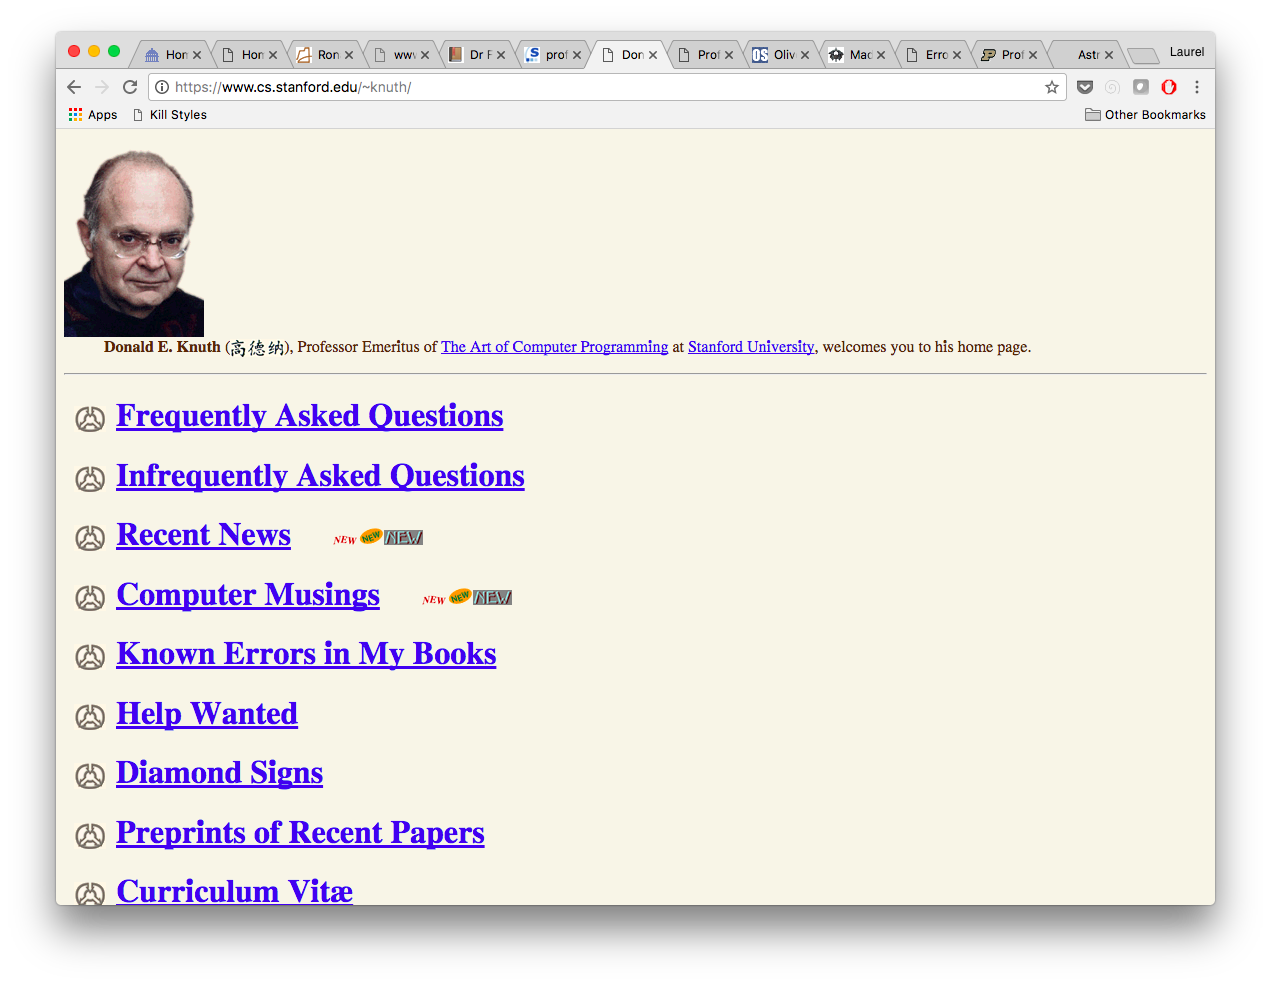 Hon
Hon
Ron
www
Dr F
prof
Don
Prof
Oliv
Mac
Erro
Prof
Astr
Laurel
https://www.cs.stanford.edu/~knuth/
Apps
Kill Styles
Other Bookmarks
Donald E. Knuth (高德纳), Professor Emeritus of The Art of Computer Programming at Stanford University, welcomes you to his home page.
Frequently Asked Questions
Infrequently Asked Questions
Recent News NEW NEW NEW
Computer Musings NEW NEW NEW
Known Errors in My Books
Help Wanted
Diamond Signs
Preprints of Recent Papers
Curriculum Vitæ